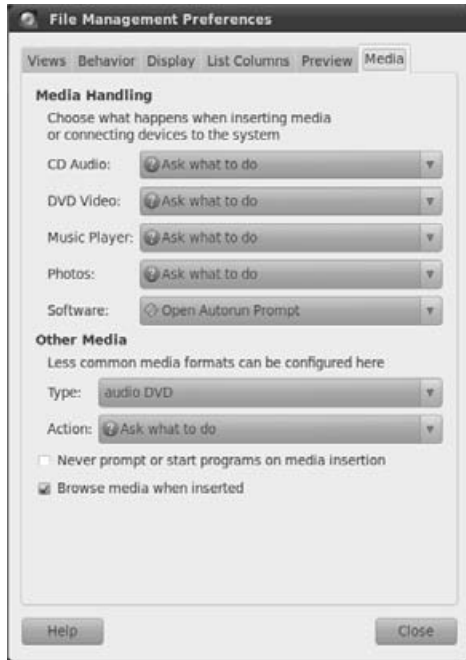 File Management Preferences
Views Behavior Display List Columns Preview Media
Media Handling
Choose what happens when inserting media
or connecting devices to the system
CD Audio: Ask what to do
DVD Video: Ask what to do
Music Player: Ask what to do
Photos: Ask what to do
Software: Open Autorun Prompt
Other Media
Less common media formats can be configured here
Type: audio DVD
Action: Ask what to do
Never prompt or start programs on media insertion
Browse media when inserted
Help Close